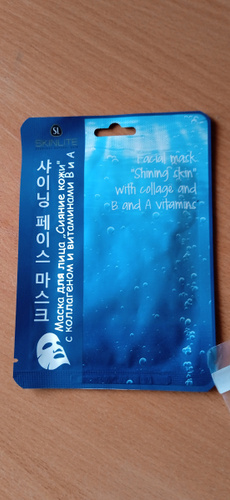 SL
SKINLITE
Facial mask
"Shining skin"
with collage and
B and A vitamins
샤이닝 페이스 마스크
Маска для лица „Сияние кожи"
с коллагеном и витаминами В и А